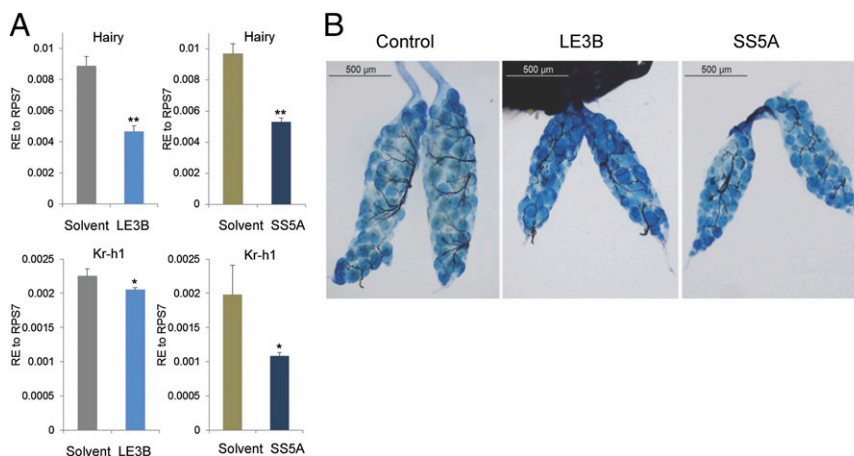 A
Hairy
RE to RPS7
0.01
0.008
0.006
0.004
0.002
0
**
Solvent LE3B
Hairy
RE to RPS7
0.01
0.008
0.006
0.004
0.002
0
**
Solvent SS5A
Kr-h1
RE to RPS7
0.0025
0.002
0.0015
0.001
0.0005
0
*
Solvent LE3B
Kr-h1
RE to RPS7
0.0025
0.002
0.0015
0.001
0.0005
0
*
Solvent SS5A
B
Control
LE3B
SS5A
500 µm
500 µm
500 µm